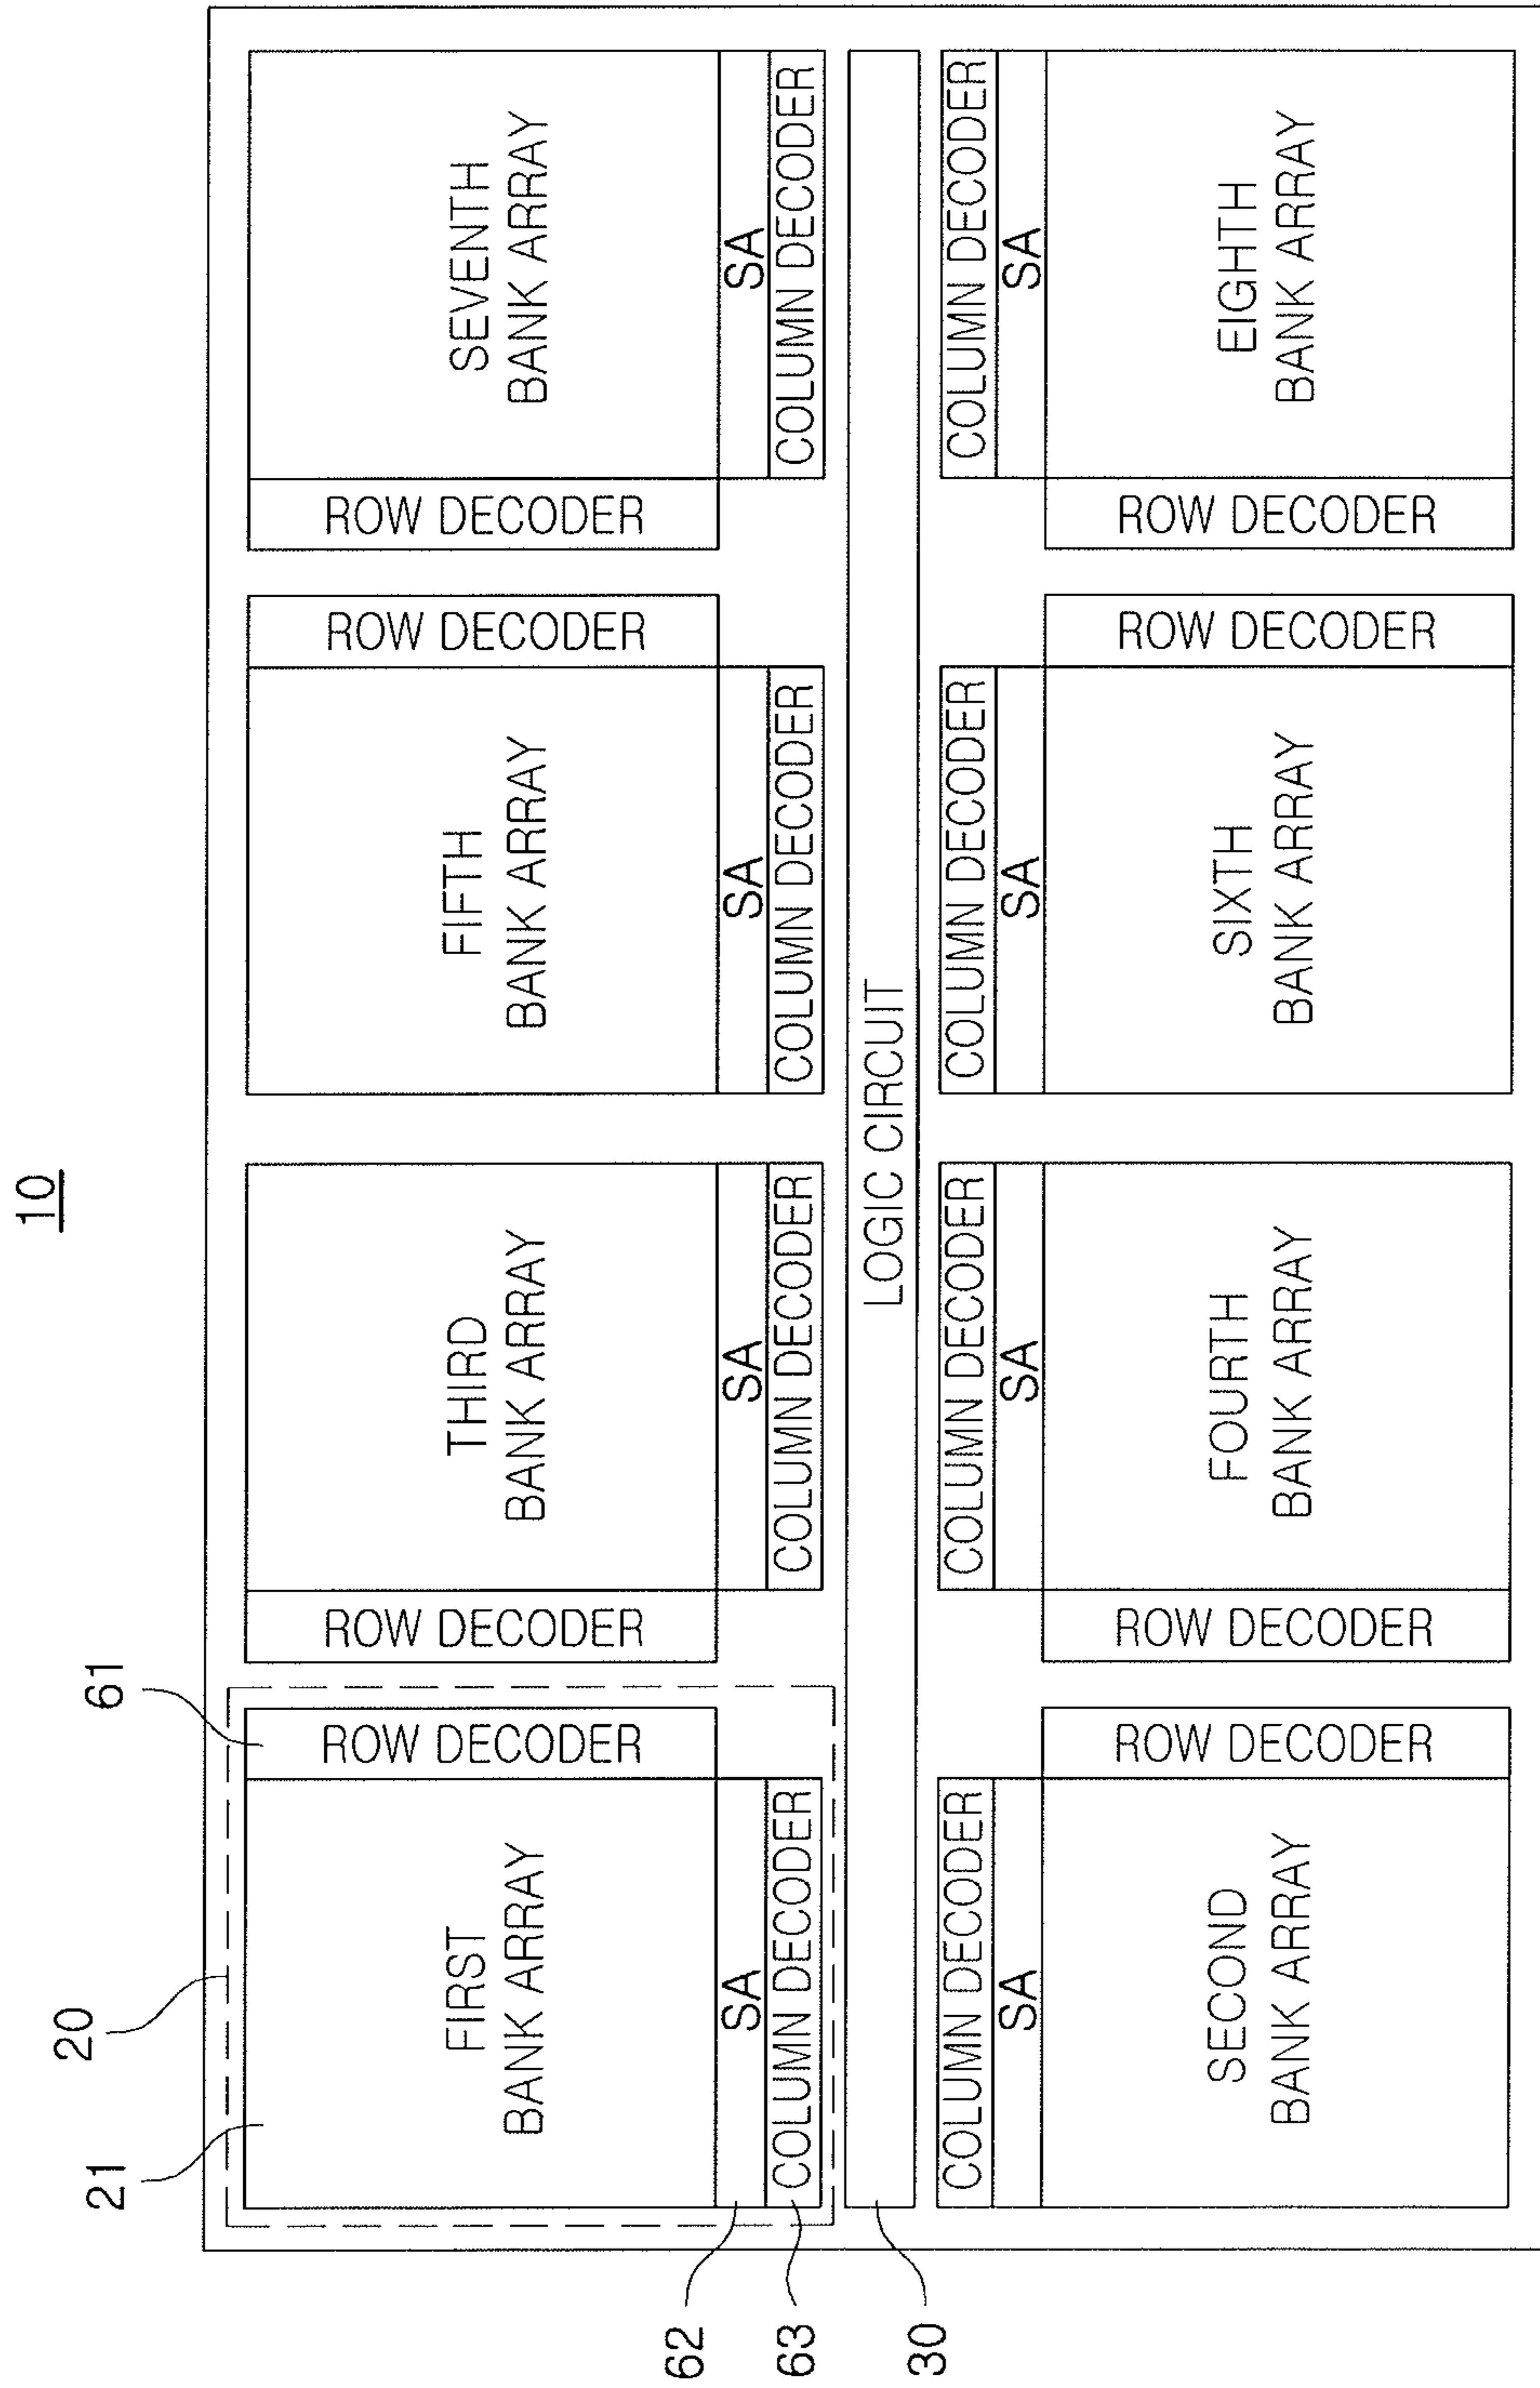 10
20
21
61
FIRST
BANK ARRAY
ROW DECODER
SA
COLUMN DECODER
62
63
THIRD
BANK ARRAY
ROW DECODER
SA
COLUMN DECODER
FIFTH
BANK ARRAY
ROW DECODER
SA
COLUMN DECODER
SEVENTH
BANK ARRAY
ROW DECODER
SA
COLUMN DECODER
30
LOGIC CIRCUIT
COLUMN DECODER
SA
SECOND
BANK ARRAY
ROW DECODER
COLUMN DECODER
SA
FOURTH
BANK ARRAY
ROW DECODER
COLUMN DECODER
SA
SIXTH
BANK ARRAY
ROW DECODER
COLUMN DECODER
SA
EIGHTH
BANK ARRAY
ROW DECODER